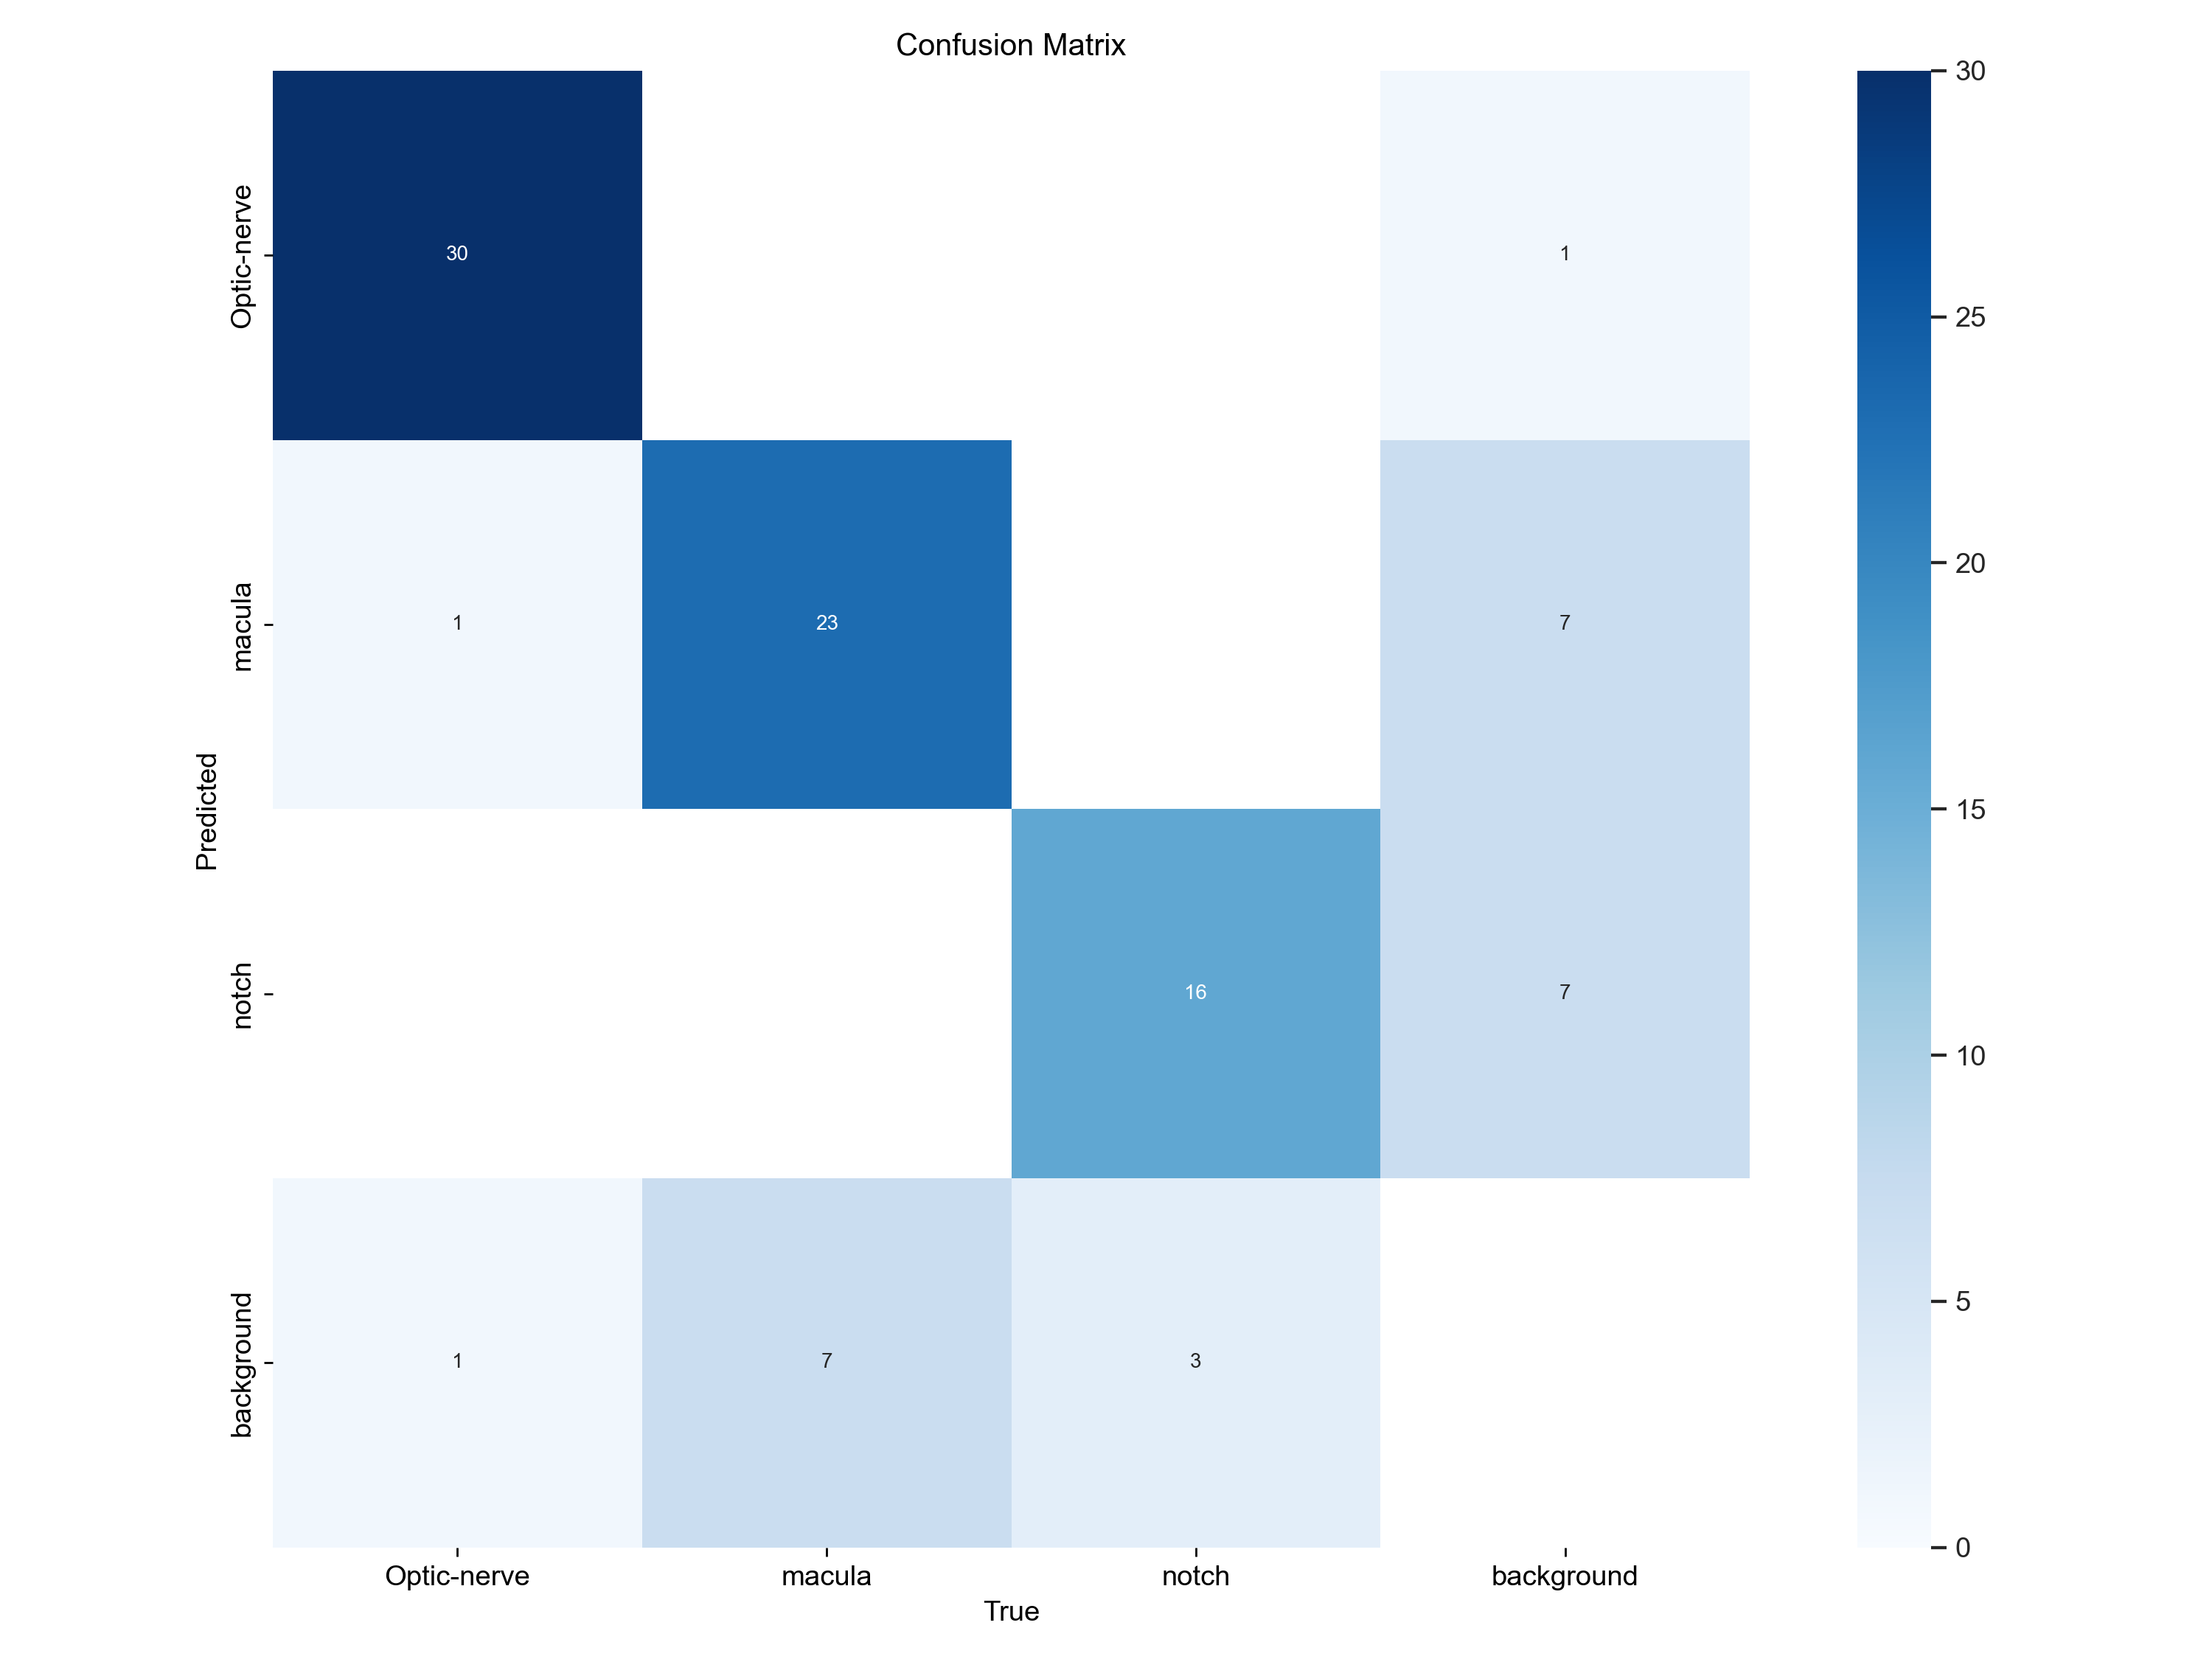 Confusion Matrix
Optic-nerve
30
1
macula
1
23
7
Predicted
notch
16
7
background
1
7
3
Optic-nerve
macula
notch
background
True
30
25
20
15
10
5
0